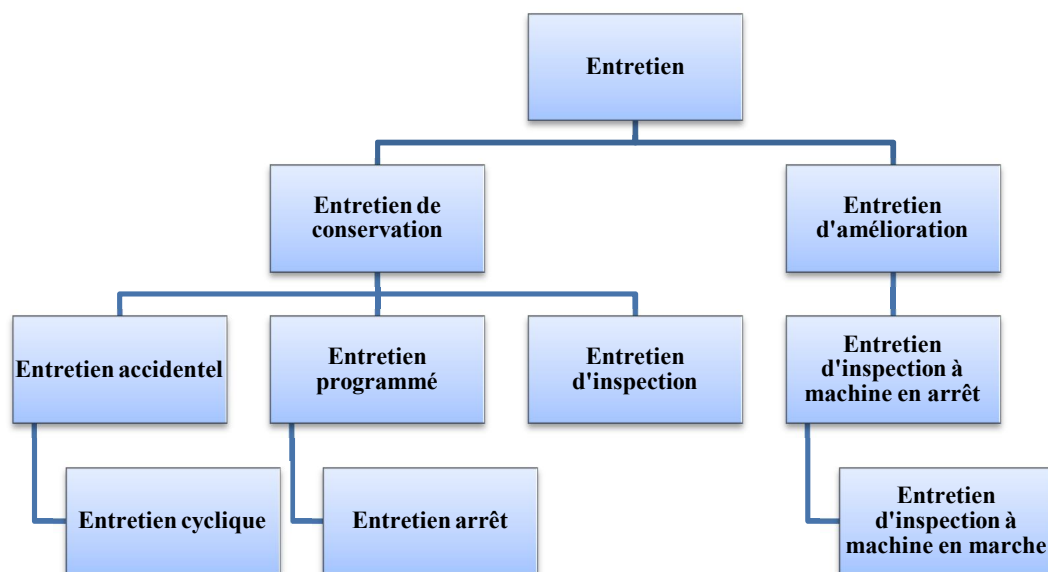 Entretien
Entretien de
conservation
Entretien
d'amélioration
Entretien accidentel
Entretien
programmé
Entretien
d'inspection
Entretien
d'inspection à
machine en arrêt
Entretien cyclique
Entretien arrêt
Entretien
d'inspection à
machine en marche